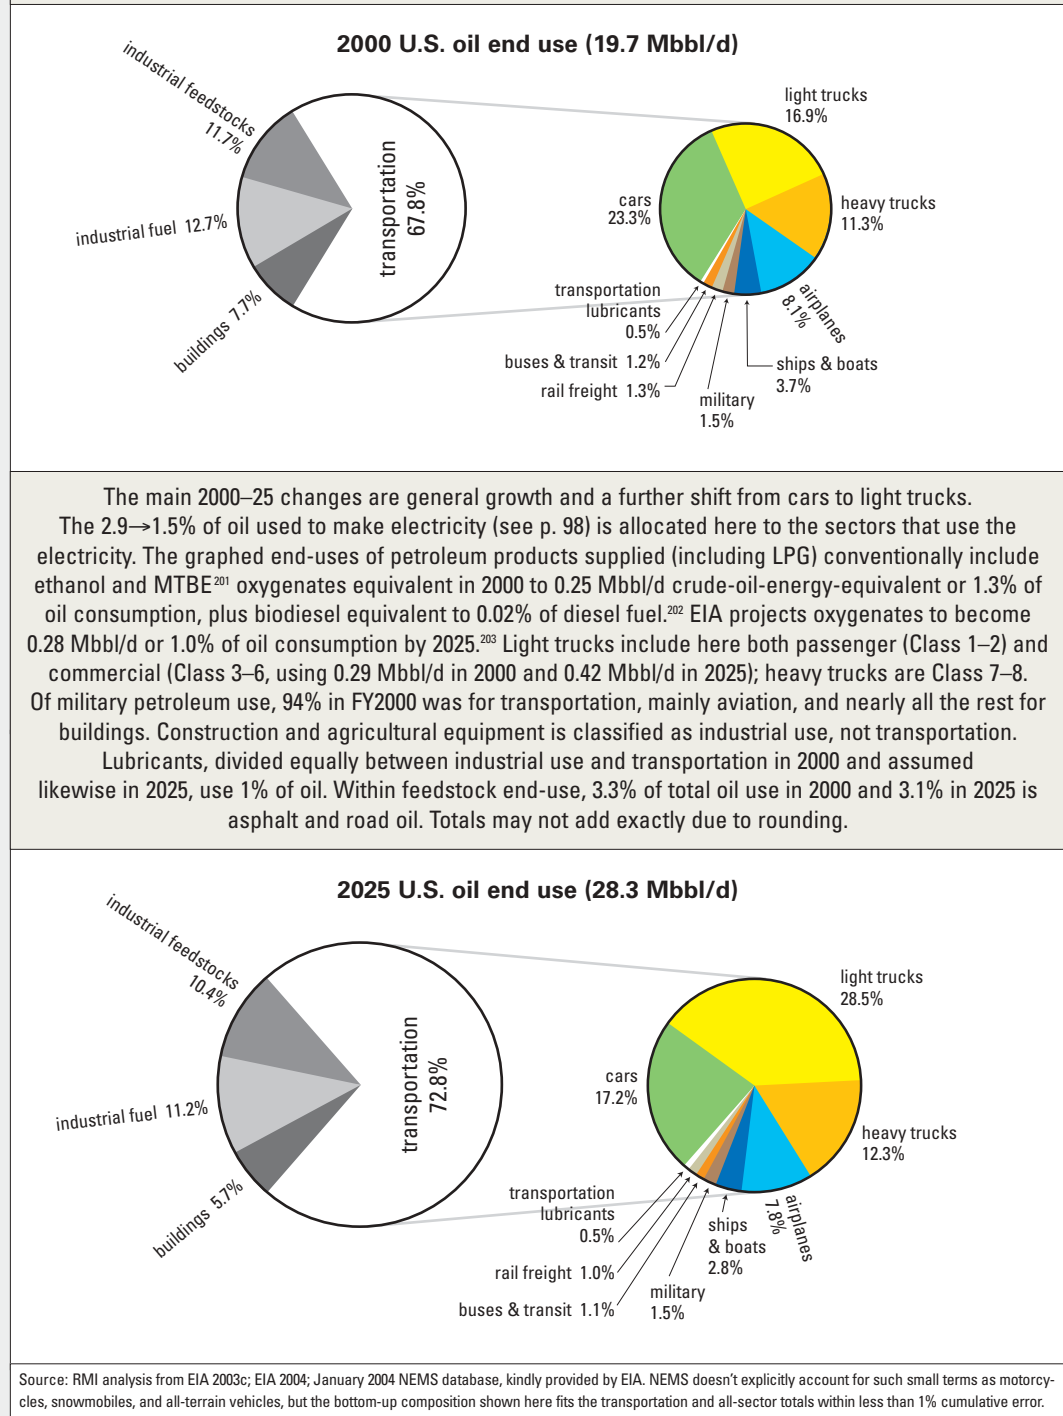 2000 U.S. oil end use (19.7 Mbbl/d)
industrial feedstocks
11.7%
industrial fuel 12.7%
buildings 7.7%
transportation
67.8%
light trucks
16.9%
cars
23.3%
heavy trucks
11.3%
airplanes
8.1%
transportation
lubricants
0.5%
buses & transit 1.2%
rail freight 1.3%
military
1.5%
ships & boats
3.7%
The main 2000–25 changes are general growth and a further shift from cars to light trucks.
The 2.9→1.5% of oil used to make electricity (see p. 98) is allocated here to the sectors that use the
electricity. The graphed end-uses of petroleum products supplied (including LPG) conventionally include
ethanol and MTBE²⁰¹ oxygenates equivalent in 2000 to 0.25 Mbbl/d crude-oil-energy-equivalent or 1.3% of
oil consumption, plus biodiesel equivalent to 0.02% of diesel fuel.²⁰² EIA projects oxygenates to become
0.28 Mbbl/d or 1.0% of oil consumption by 2025.²⁰³ Light trucks include here both passenger (Class 1–2) and
commercial (Class 3–6, using 0.29 Mbbl/d in 2000 and 0.42 Mbbl/d in 2025); heavy trucks are Class 7–8.
Of military petroleum use, 94% in FY2000 was for transportation, mainly aviation, and nearly all the rest for
buildings. Construction and agricultural equipment is classified as industrial use, not transportation.
Lubricants, divided equally between industrial use and transportation in 2000 and assumed
likewise in 2025, use 1% of oil. Within feedstock end-use, 3.3% of total oil use in 2000 and 3.1% in 2025 is
asphalt and road oil. Totals may not add exactly due to rounding.
2025 U.S. oil end use (28.3 Mbbl/d)
industrial feedstocks
10.4%
industrial fuel 11.2%
buildings 5.7%
transportation
72.8%
light trucks
28.5%
cars
17.2%
heavy trucks
12.3%
airplanes
7.8%
transportation
lubricants
0.5%
rail freight 1.0%
buses & transit 1.1%
military
1.5%
ships
& boats
2.8%
Source: RMI analysis from EIA 2003c; EIA 2004; January 2004 NEMS database, kindly provided by EIA. NEMS doesn't explicitly account for such small terms as motorcy-
cles, snowmobiles, and all-terrain vehicles, but the bottom-up composition shown here fits the transportation and all-sector totals within less than 1% cumulative error.